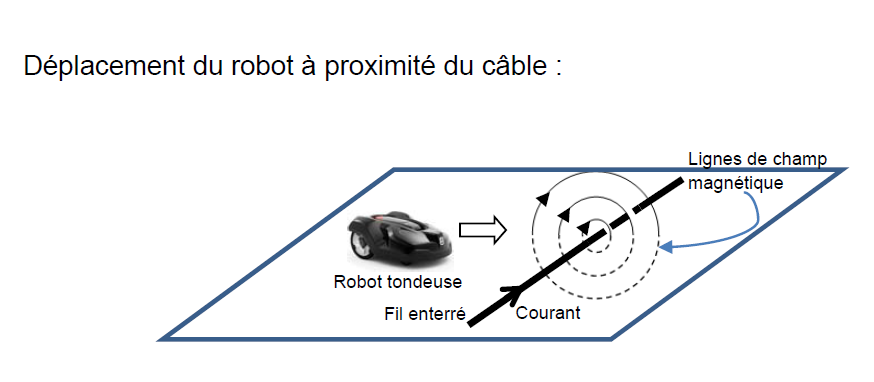 Déplacement du robot à proximité du câble :
Lignes de champ
magnétique
Robot tondeuse
Fil enterré
Courant